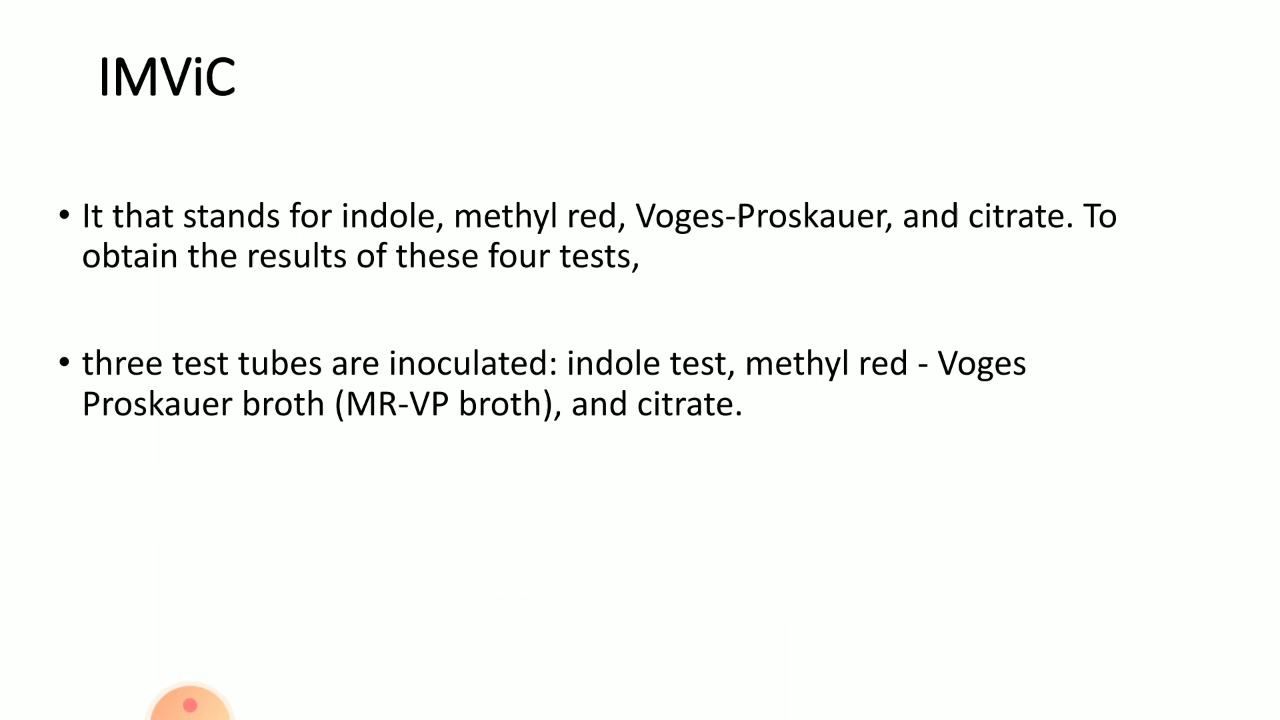 IMViC
• It that stands for indole, methyl red, Voges-Proskauer, and citrate. To
obtain the results of these four tests,
• three test tubes are inoculated: indole test, methyl red - Voges
Proskauer broth (MR-VP broth), and citrate.